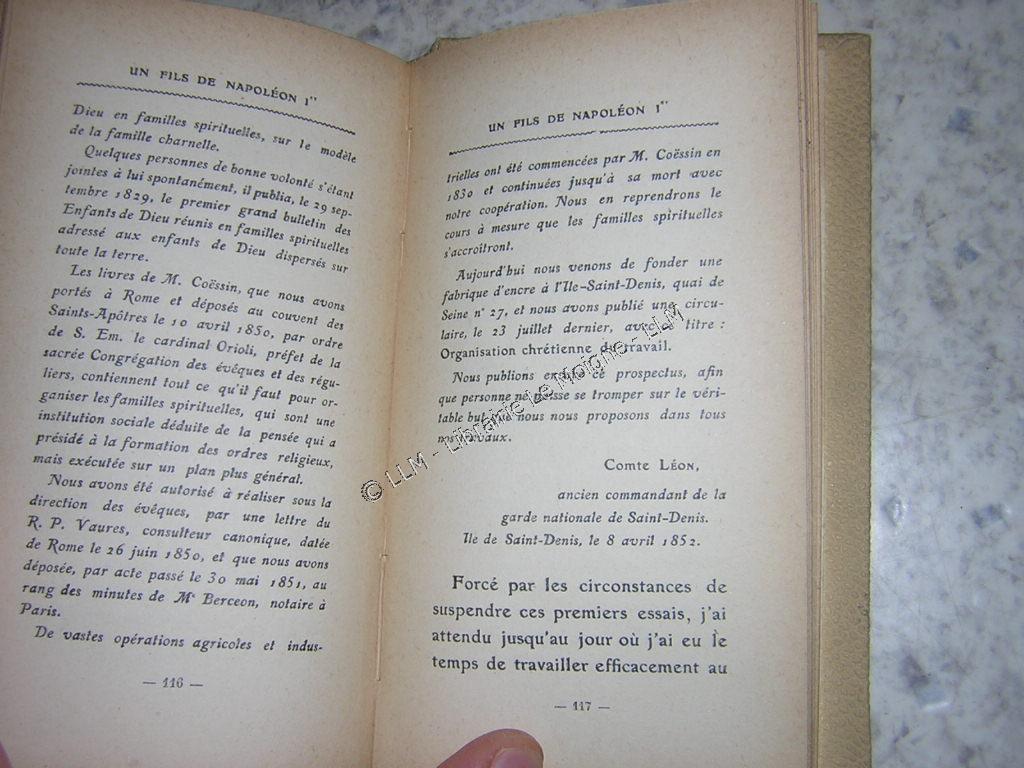 UN FILS DE NAPOLÉON Iᵉʳ
Dieu en familles spirituelles, sur le modèle
de la famille charnelle.
Quelques personnes de bonne volonté s'étant
jointes à lui spontanément, il publia, le 29 sep-
tembre 1829, le premier grand bulletin des
Enfants de Dieu réunis en familles spirituelles
adressé aux enfants de Dieu dispersés sur
toute la terre.
Les livres de M. Coëssin, que nous avons
portés à Rome et déposés au couvent des
Saints-Apôtres le 10 avril 1850, par ordre
de S. Em. le cardinal Orioli, préfet de la
sacrée Congrégation des évêques et des régu-
liers, contiennent tout ce qu'il faut pour or-
ganiser les familles spirituelles, qui sont une
institution sociale déduite de la pensée qui a
présidé à la formation des ordres religieux,
mais exécutée sur un plan plus général.
Nous avons été autorisé à réaliser sous la
direction des évêques, par une lettre du
R. P. Vaures, consulteur canonique, datée
de Rome le 26 juin 1850, et que nous avons
déposée, par acte passé le 30 mai 1851, au
rang des minutes de Mᵉ Berceon, notaire à
Paris.
De vastes opérations agricoles et indus-
— 116 —
UN FILS DE NAPOLÉON Iᵉʳ
trielles ont été commencées par M. Coëssin en
1830 et continuées jusqu'à sa mort avec
notre coopération. Nous en reprendrons le
cours à mesure que les familles spirituelles
s'accroîtront.
Aujourd'hui nous venons de fonder une
fabrique d'encre à l'Ile-Saint-Denis, quai de
Seine n° 27, et nous avons publié une circu-
laire, le 23 juillet dernier, avec titre :
Organisation chrétienne du travail.
Nous publions ensuite ce prospectus, afin
que personne ne puisse se tromper sur le véri-
table but que nous nous proposons dans tous
nos travaux.
Comte Léon,
ancien commandant de la
garde nationale de Saint-Denis.
Ile de Saint-Denis, le 8 avril 1852.
Forcé par les circonstances de
suspendre ces premiers essais, j'ai
attendu jusqu'au jour où j'ai eu le
temps de travailler efficacement au
— 117 —
© LLM - Librairie Le Moigne - LLM